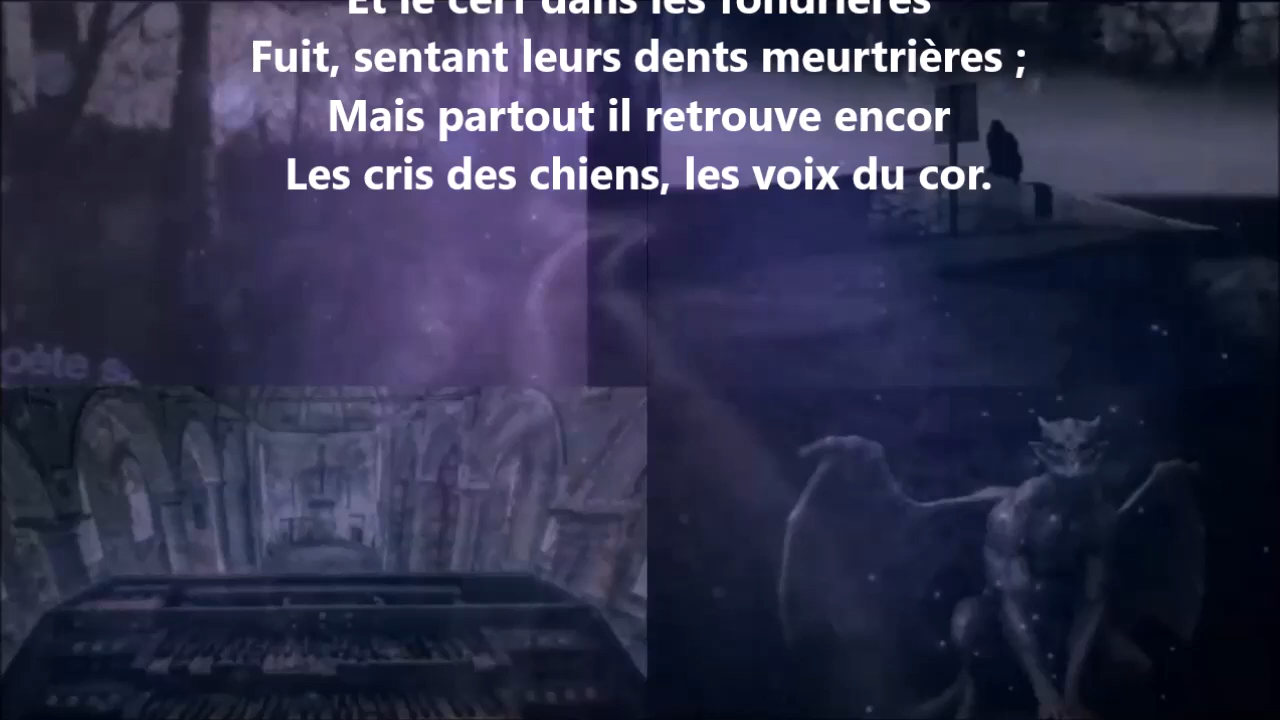 Et le cerf dans les fondrières
Fuit, sentant leurs dents meurtrières ;
Mais partout il retrouve encor
Les cris des chiens, les voix du cor.
oète s